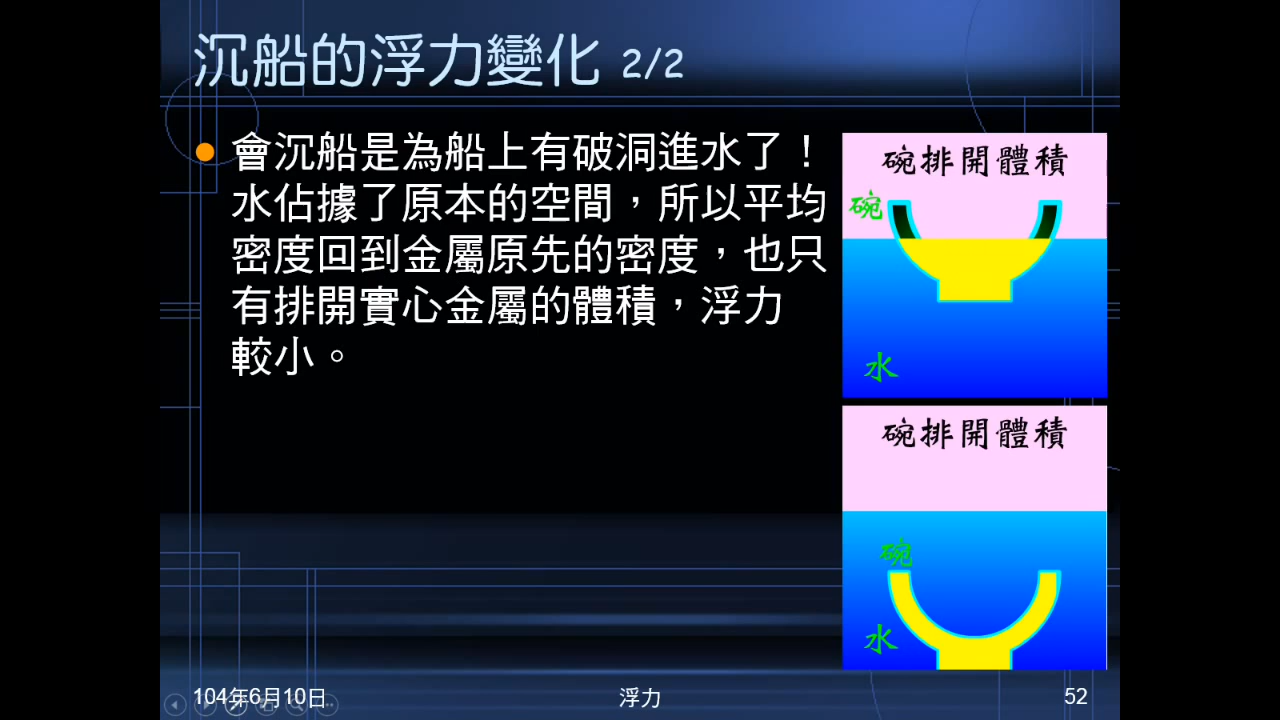 沉船的浮力變化 2/2
會沉船是為船上有破洞進水了！
水佔據了原本的空間，所以平均
密度回到金屬原先的密度，也只
有排開實心金屬的體積，浮力
較小。
碗排開體積
碗
水
碗排開體積
碗
水
104年6月10日
浮力
52